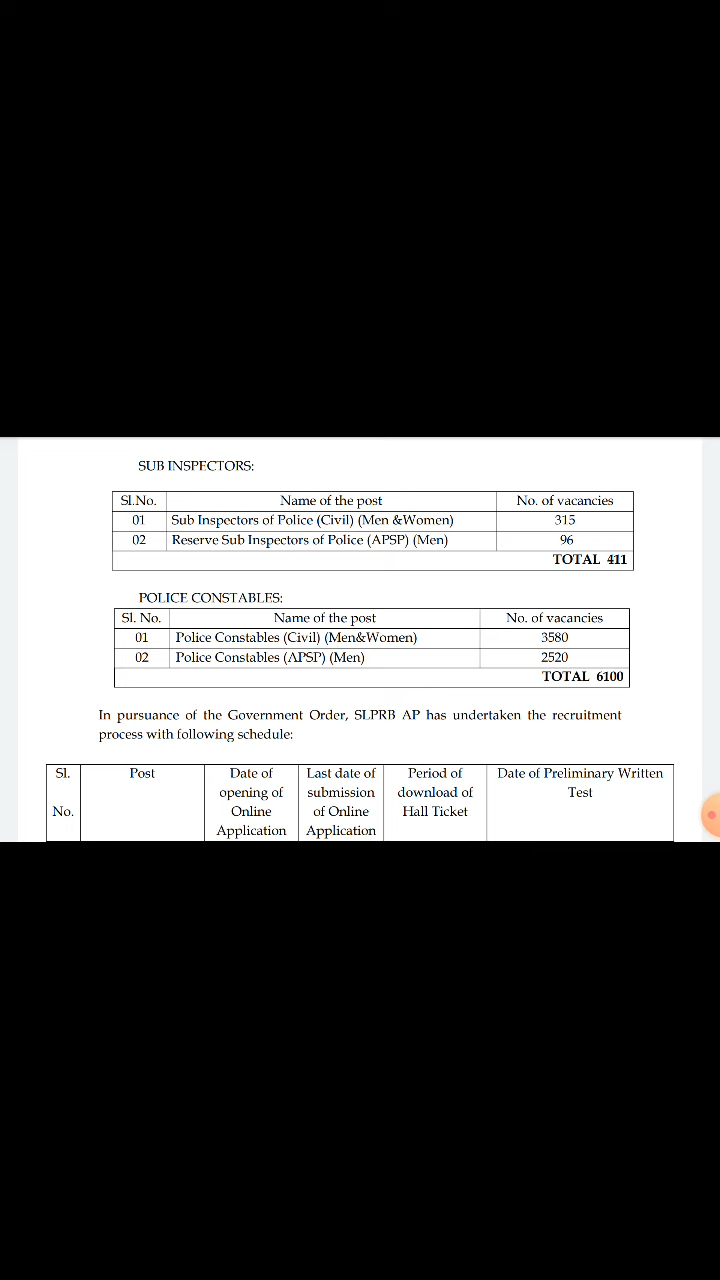 SUB INSPECTORS:
Sl.No. Name of the post No. of vacancies
01 Sub Inspectors of Police (Civil) (Men &Women) 315
02 Reserve Sub Inspectors of Police (APSP) (Men) 96
TOTAL 411
POLICE CONSTABLES:
Sl. No. Name of the post No. of vacancies
01 Police Constables (Civil) (Men&Women) 3580
02 Police Constables (APSP) (Men) 2520
TOTAL 6100
In pursuance of the Government Order, SLPRB AP has undertaken the recruitment
process with following schedule:
Sl. Post Date of Last date of Period of Date of Preliminary Written
opening of submission download of Test
No. Online of Online Hall Ticket
Application Application